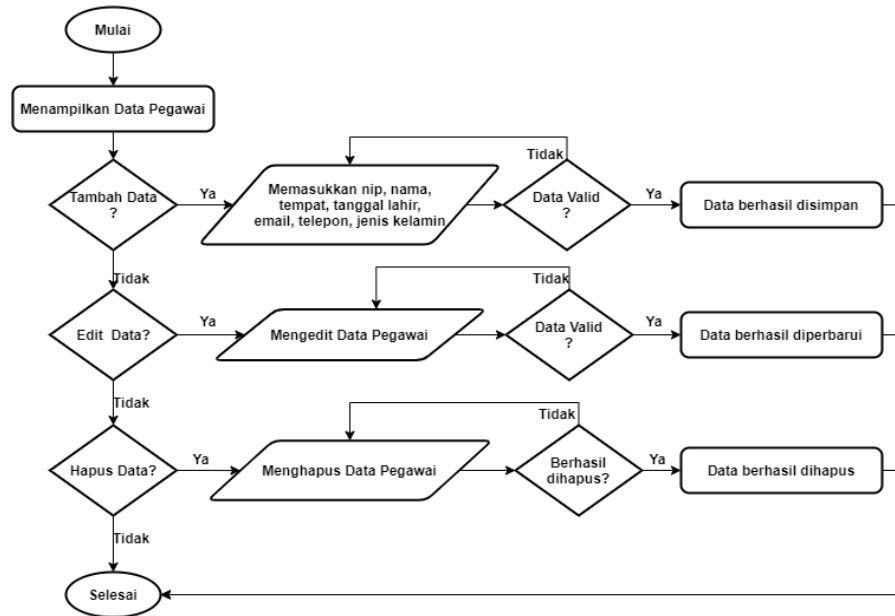 Mulai
Menampilkan Data Pegawai
Tambah Data
?
Ya
Memasukkan nip, nama,
tempat, tanggal lahir,
email, telepon, jenis kelamin
Tidak
Data Valid
?
Ya
Data berhasil disimpan
Tidak
Edit Data?
Ya
Mengedit Data Pegawai
Tidak
Data Valid
?
Ya
Data berhasil diperbarui
Tidak
Hapus Data?
Ya
Menghapus Data Pegawai
Tidak
Berhasil
dihapus?
Ya
Data berhasil dihapus
Tidak
Selesai